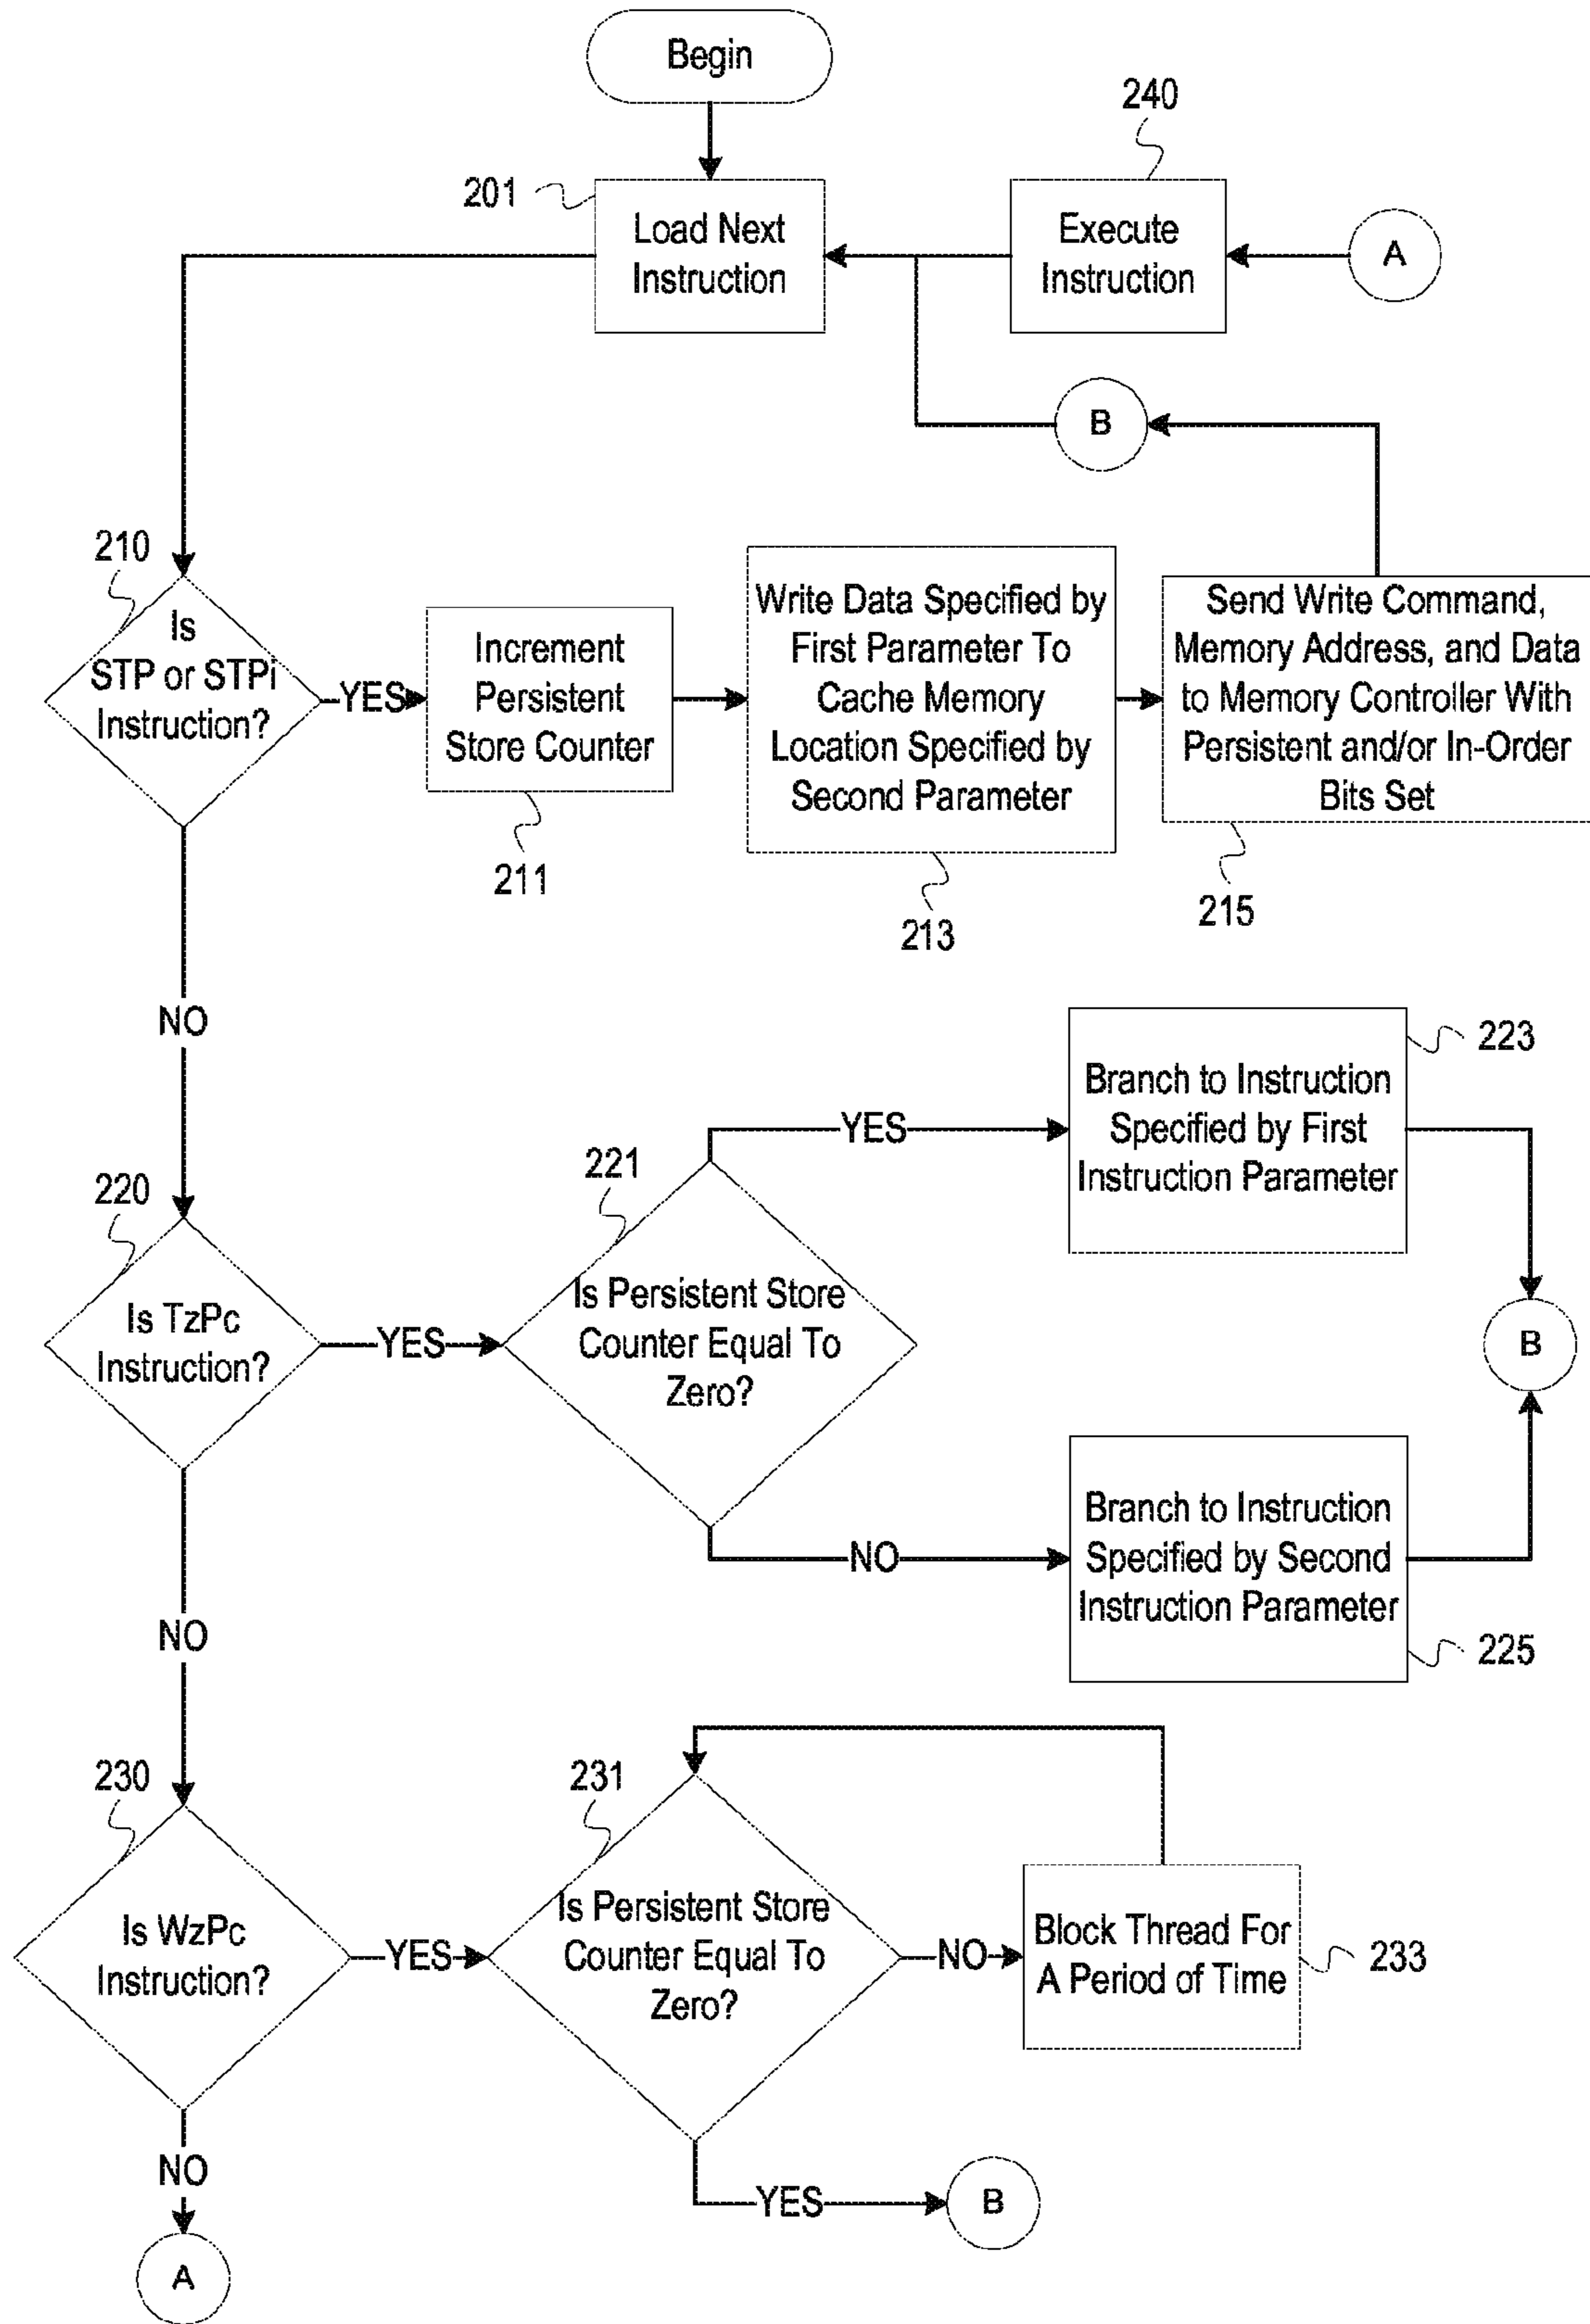 Begin
240
201
Load Next
Instruction
Execute
Instruction
A
B
210
Is
STP or STPi
Instruction?
YES
Increment
Persistent
Store Counter
211
Write Data Specified by
First Parameter To
Cache Memory
Location Specified by
Second Parameter
213
Send Write Command,
Memory Address, and Data
to Memory Controller With
Persistent and/or In-Order
Bits Set
215
NO
220
Is TzPc
Instruction?
YES
221
Is Persistent Store
Counter Equal To
Zero?
YES
Branch to Instruction
Specified by First
Instruction Parameter
223
B
NO
Branch to Instruction
Specified by Second
Instruction Parameter
225
NO
230
Is WzPc
Instruction?
YES
231
Is Persistent Store
Counter Equal To
Zero?
NO
Block Thread For
A Period of Time
233
YES
B
NO
A